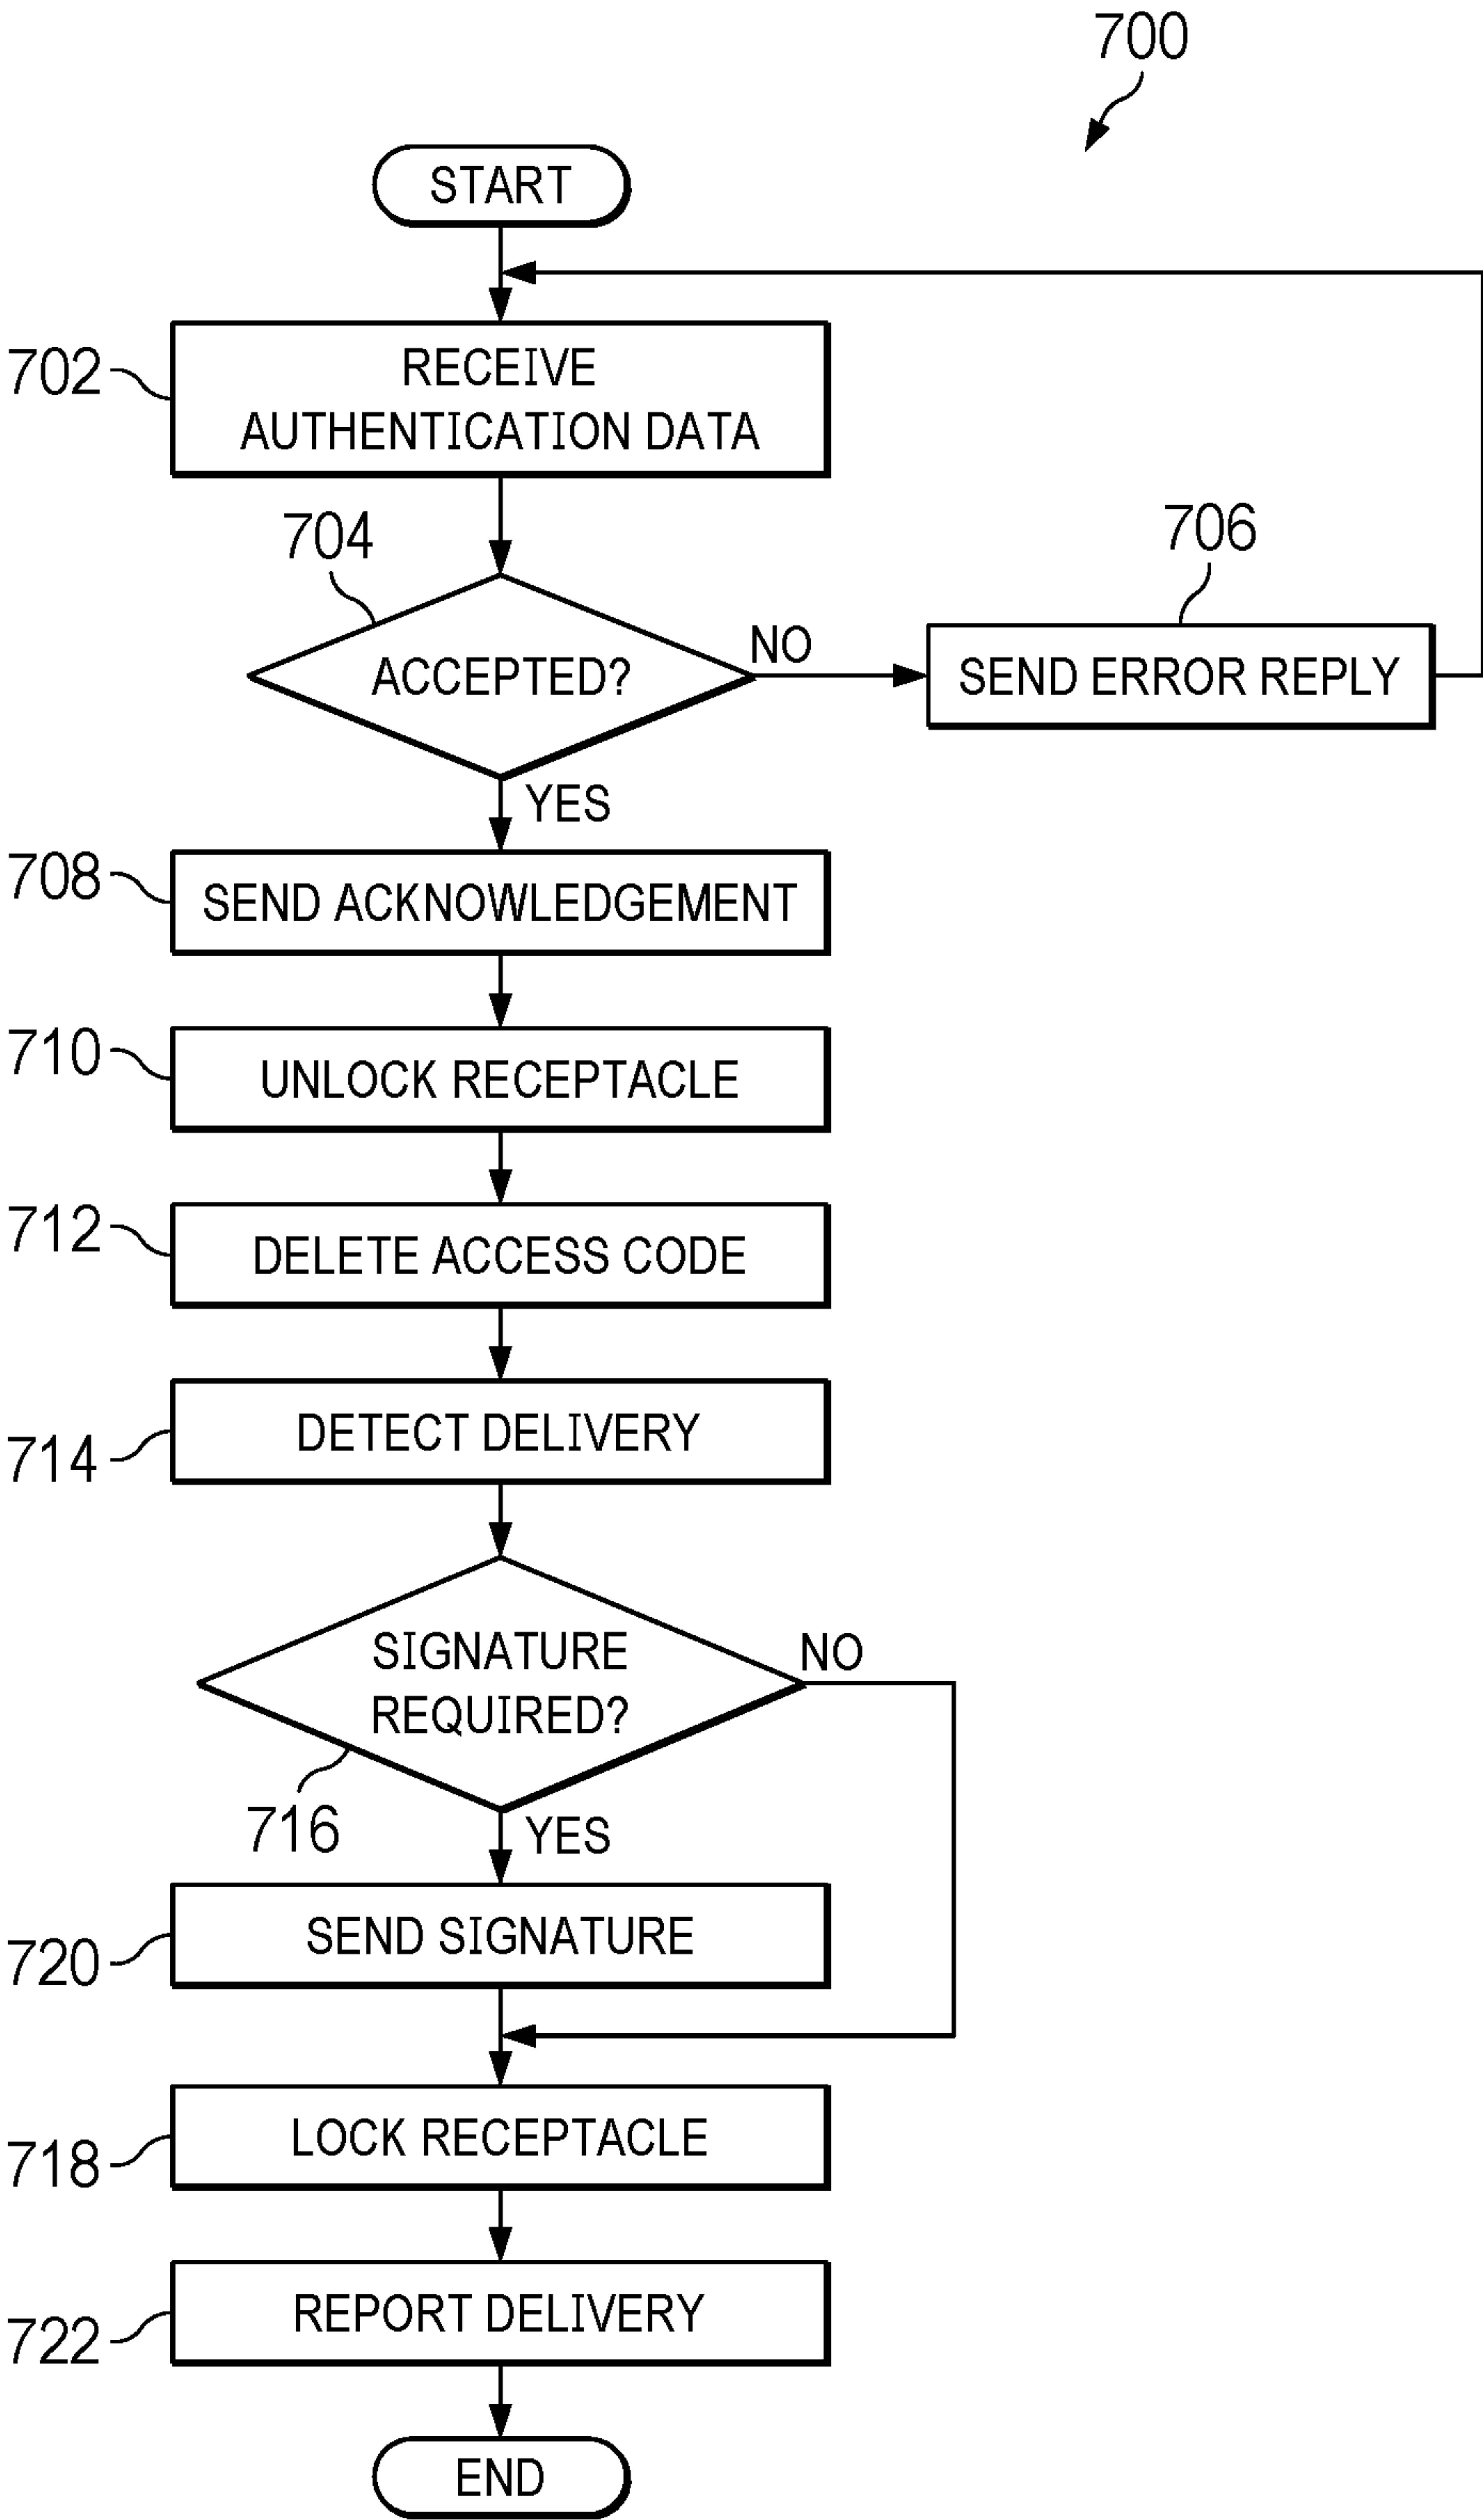 700
START
702
RECEIVE
AUTHENTICATION DATA
704
706
ACCEPTED?
NO
SEND ERROR REPLY
YES
708
SEND ACKNOWLEDGEMENT
710
UNLOCK RECEPTACLE
712
DELETE ACCESS CODE
714
DETECT DELIVERY
SIGNATURE
REQUIRED?
NO
716
YES
720
SEND SIGNATURE
718
LOCK RECEPTACLE
722
REPORT DELIVERY
END